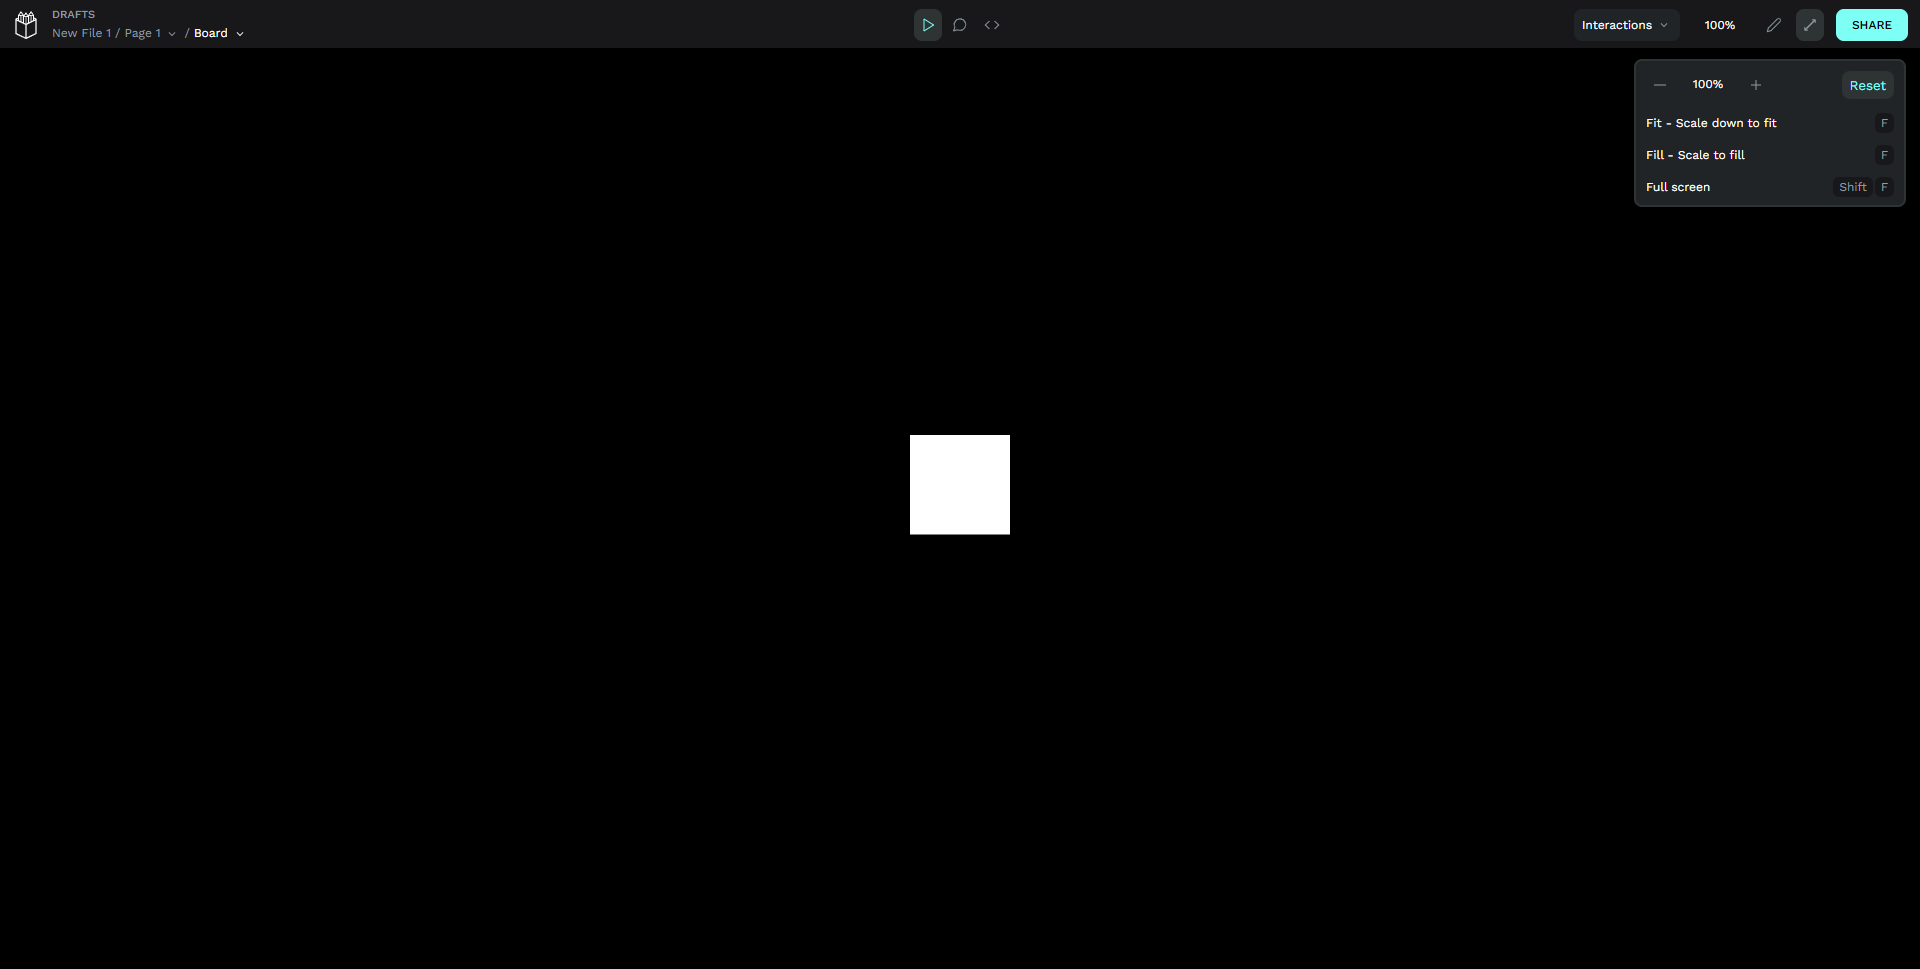 DRAFTS
New File 1 / Page 1 / Board
Interactions
100%
SHARE
100%
Reset
Fit - Scale down to fit F
Fill - Scale to fill F
Full screen Shift F